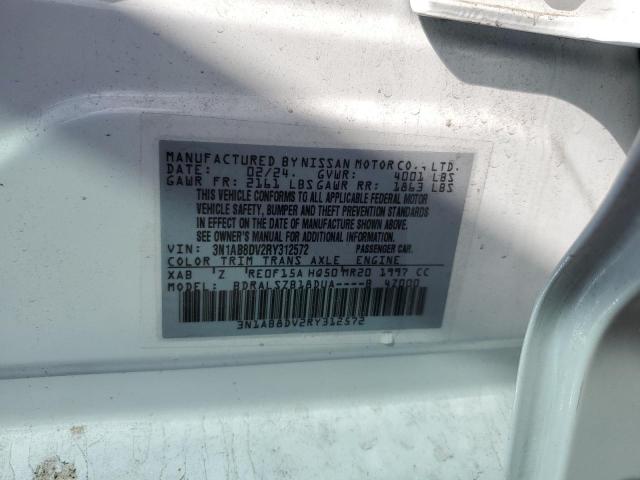 MANUFACTURED BY NISSAN MOTOR CO., LTD.
DATE: 02/24. GVWR: 4001 LBS
GAWR FR: 2161 LBS GAWR RR: 1863 LBS
THIS VEHICLE CONFORMS TO ALL APPLICABLE FEDERAL MOTOR
VEHICLE SAFETY, BUMPER AND THEFT PREVENTION STANDARDS
IN EFFECT ON THE DATE OF MANUFACTURE SHOWN ABOVE.
SEE OWNER'S MANUAL FOR ADDITIONAL INFORMATION.
VIN: 3N1AB8DV2RY312572 PASSENGER CAR.
COLOR TRIM TRANS AXLE ENGINE
XAB Z RE0F15A HQ50 MR20 1997 CC
MODEL: BDRALSZB18DUA----B 47000
3N1AB8DV2RY312572